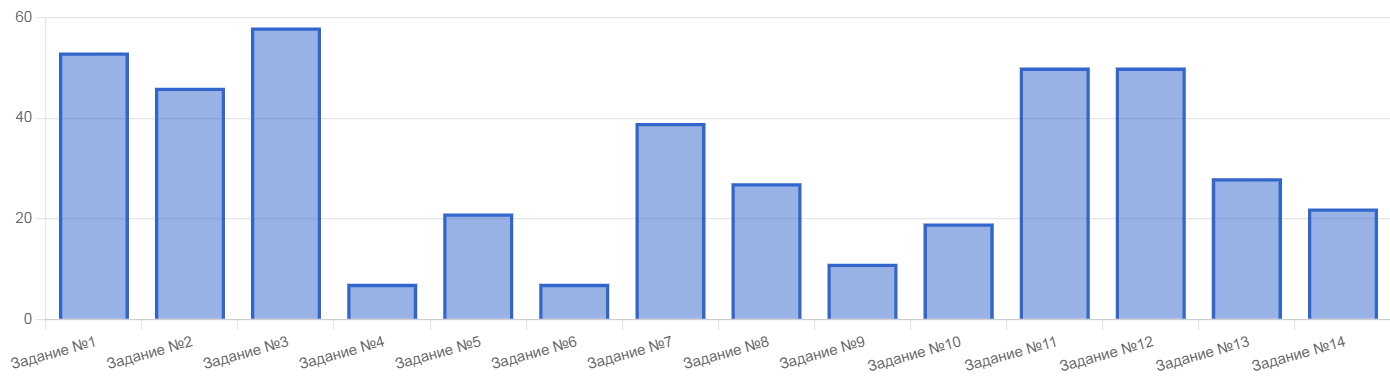 60
40
20
0
Задание №1
Задание №2
Задание №3
Задание №4
Задание №5
Задание №6
Задание №7
Задание №8
Задание №9
Задание №10
Задание №11
Задание №12
Задание №13
Задание №14